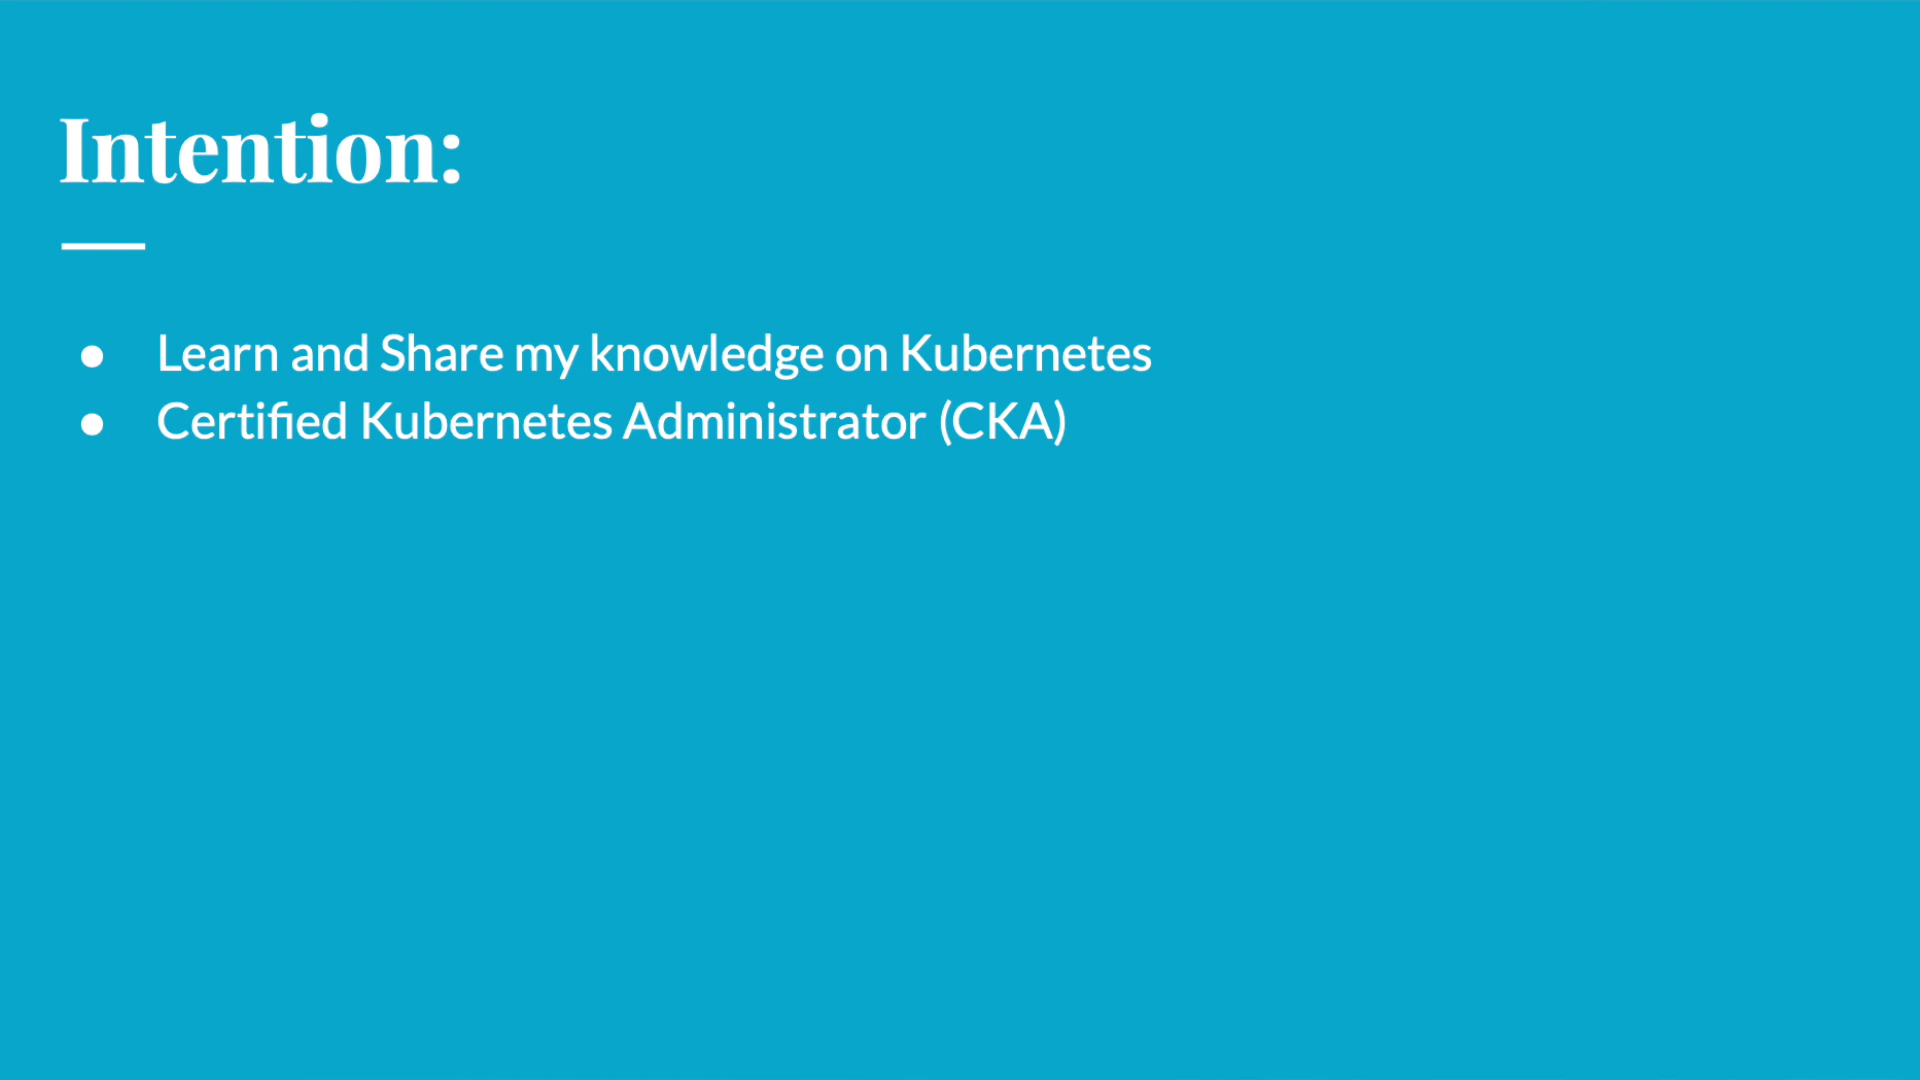 Intention:
● Learn and Share my knowledge on Kubernetes
● Certified Kubernetes Administrator (CKA)